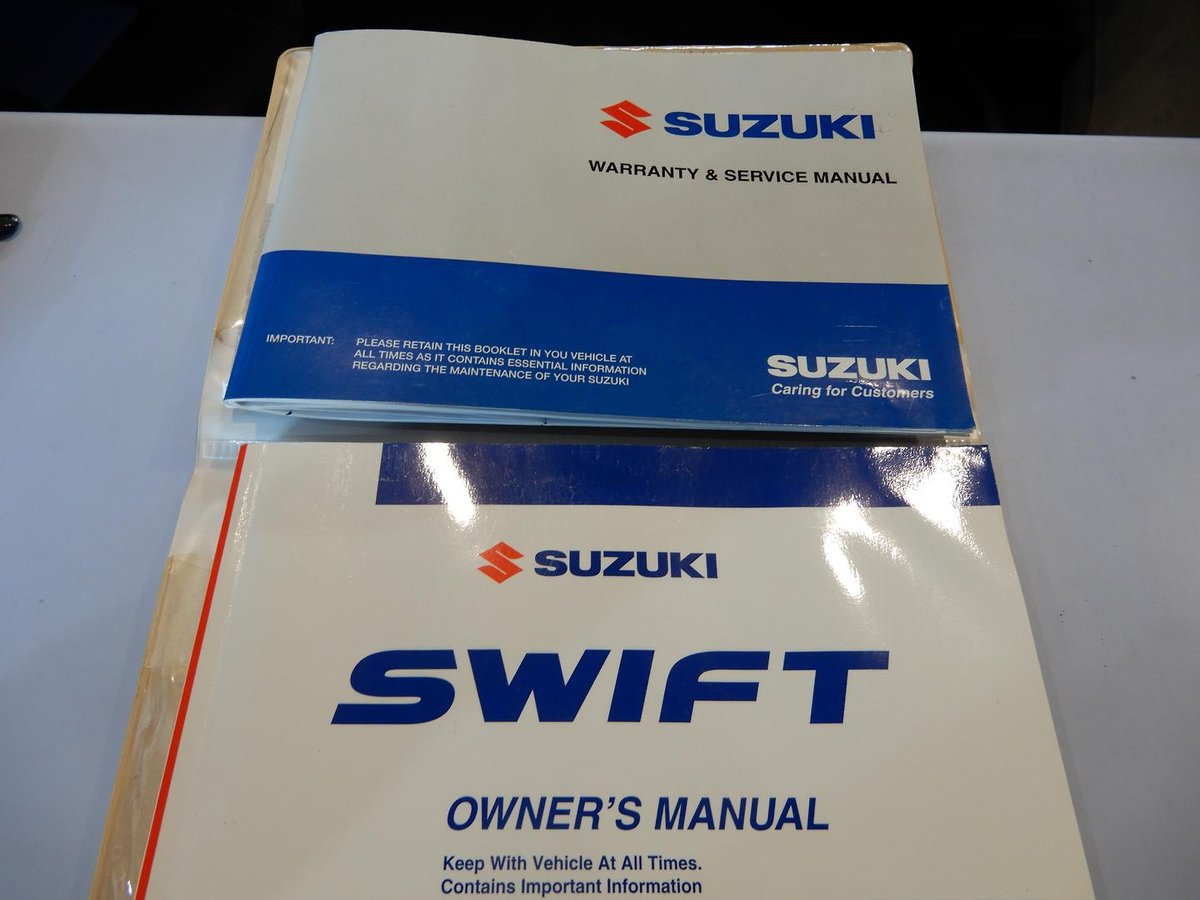 SUZUKI
WARRANTY & SERVICE MANUAL
IMPORTANT: PLEASE RETAIN THIS BOOKLET IN YOU VEHICLE AT
ALL TIMES AS IT CONTAINS ESSENTIAL INFORMATION
REGARDING THE MAINTENANCE OF YOUR SUZUKI
SUZUKI
Caring for Customers
SUZUKI
SWIFT
OWNER'S MANUAL
Keep With Vehicle At All Times.
Contains Important Information